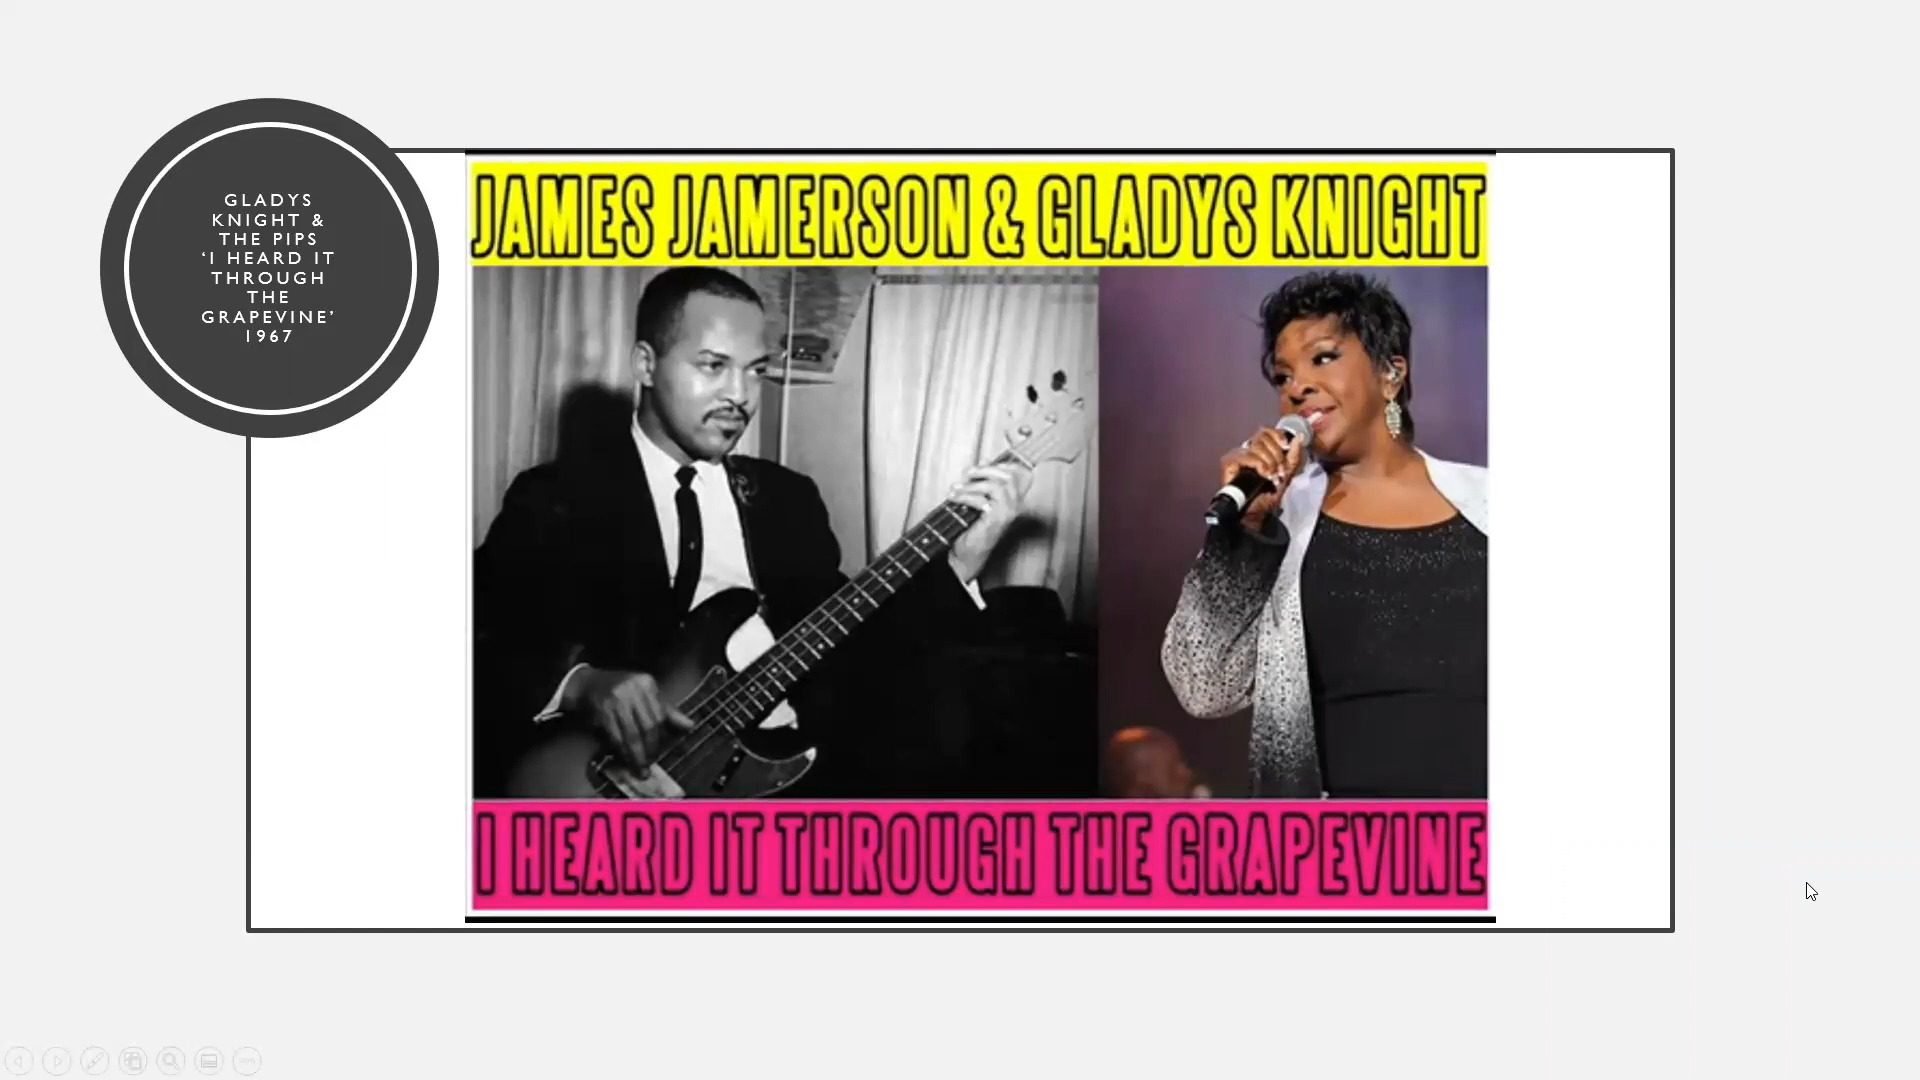 GLADYS
KNIGHT &
THE PIPS
‘I HEARD IT
THROUGH
THE
GRAPEVINE’
1967
JAMES JAMERSON & GLADYS KNIGHT
I HEARD IT THROUGH THE GRAPEVINE